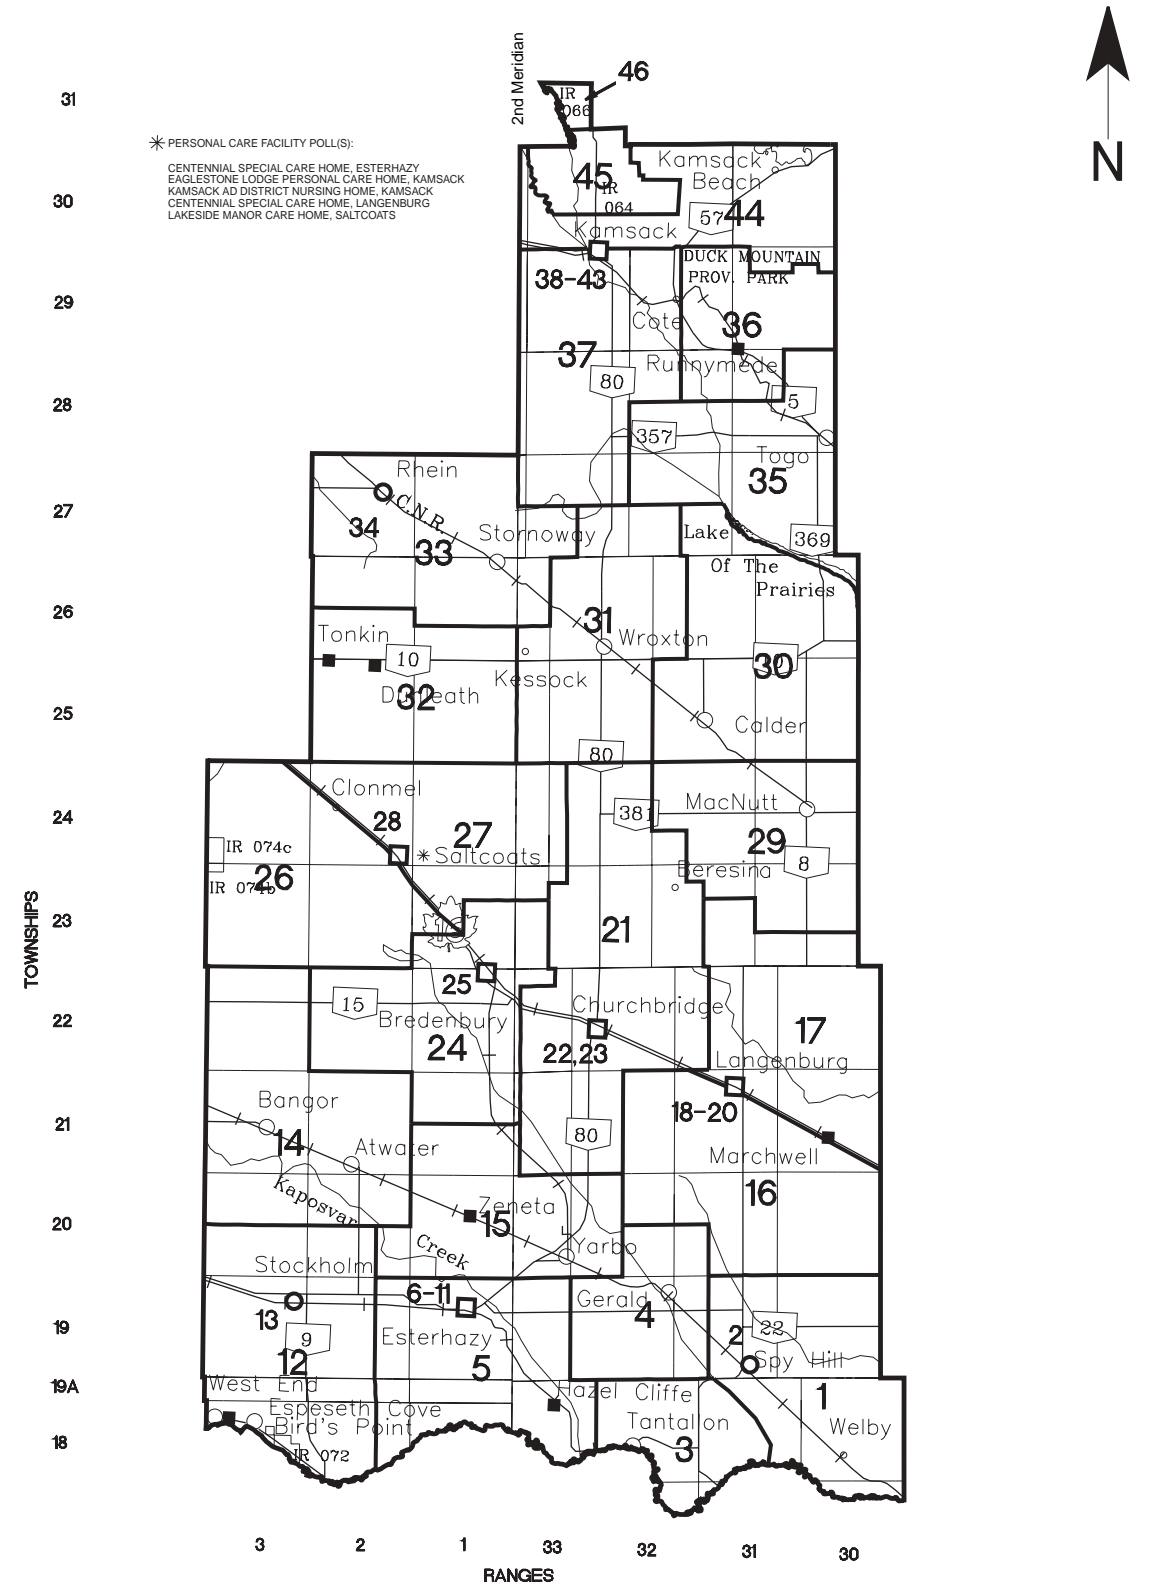 2nd Meridian
46
31
IR
066
N
PERSONAL CARE FACILITY POLL(S):
CENTENNIAL SPECIAL CARE HOME, ESTERHAZY
EAGLESTONE LODGE PERSONAL CARE HOME, KAMSACK
KAMSACK AD DISTRICT NURSING HOME, KAMSACK
CENTENNIAL SPECIAL CARE HOME, LANGENBURG
LAKESIDE MANOR CARE HOME, SALTCOATS
Kamsack
Beach
45
IR
064
30
57
44
Kamsack
DUCK MOUNTAIN
PROV. PARK
38-43
29
Cote
36
37
Runnymede
80
5
28
357
Togo
35
Rhein
C.N.R.
27
34
33
Stornoway
Lake
Of The
Prairies
369
26
31
Tonkin
10
Wroxton
30
Kessock
32
25
Calder
80
Clonmel
24
28
381
MacNutt
27
29
IR 074c
Saltcoats
8
26
IR 074b
Beresina
TOWNSHIPS
23
21
25
15
Churchbridge
22
Bredenbury
17
24
22,23
Langenburg
Bangor
18-20
21
14
80
Atwater
Marchwell
Kaposvar
16
Zeneta
20
15
Creek
Yarbo
Stockholm
6-11
Gerald
13
4
19
9
Esterhazy
2
22
12
5
Spy Hill
19A
West End
Hazel Cliffe
1
Espeseth Cove
Bird's Point
Tantallon
Welby
18
IR 072
3
3
2
1
33
32
31
30
RANGES